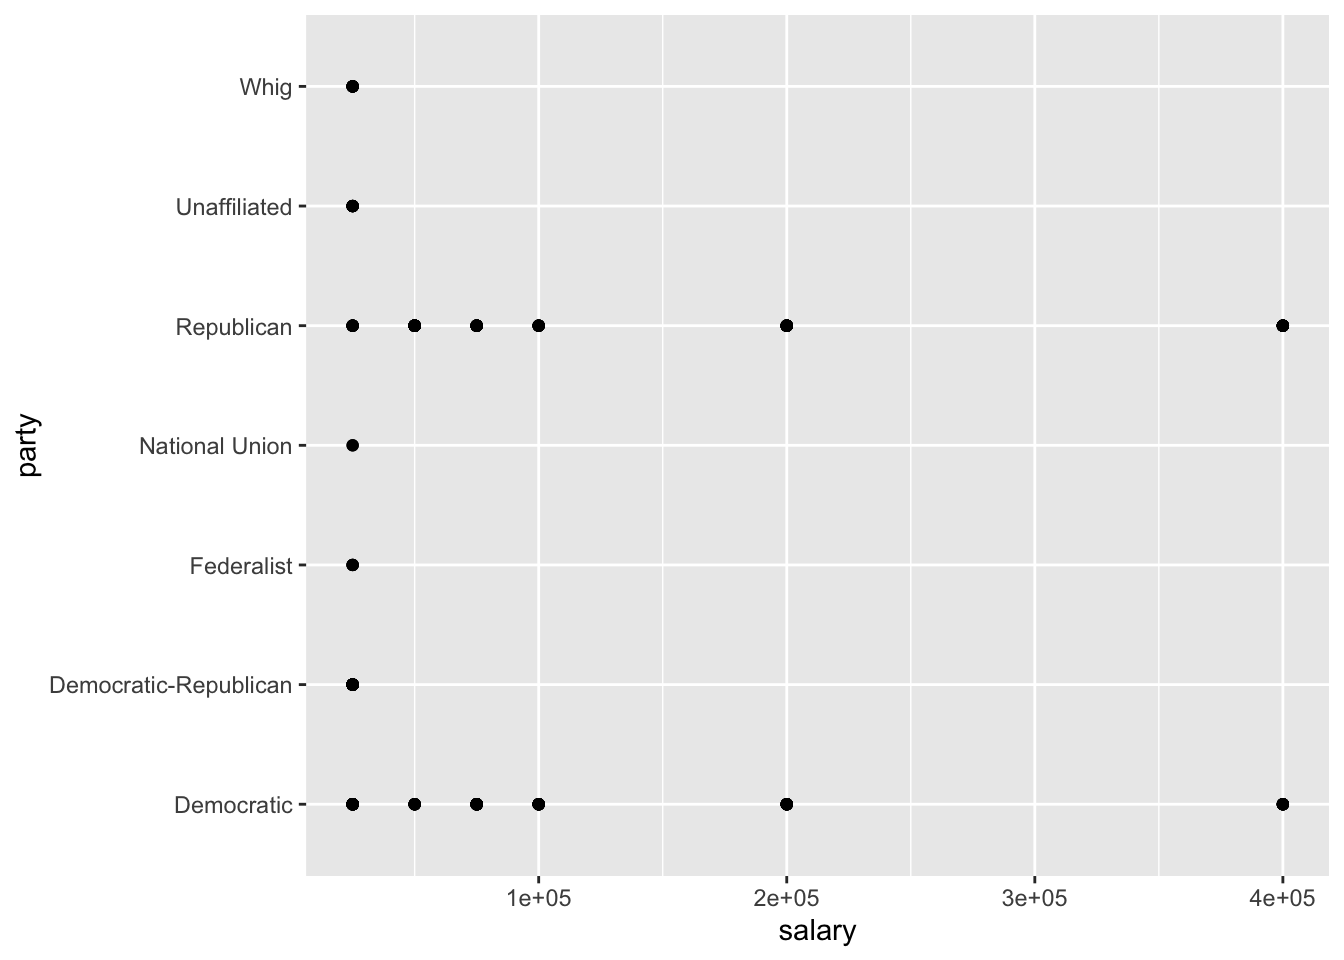 Whig
Unaffiliated
Republican
National Union
Federalist
Democratic-Republican
Democratic
party
1e+05 2e+05 3e+05 4e+05
salary